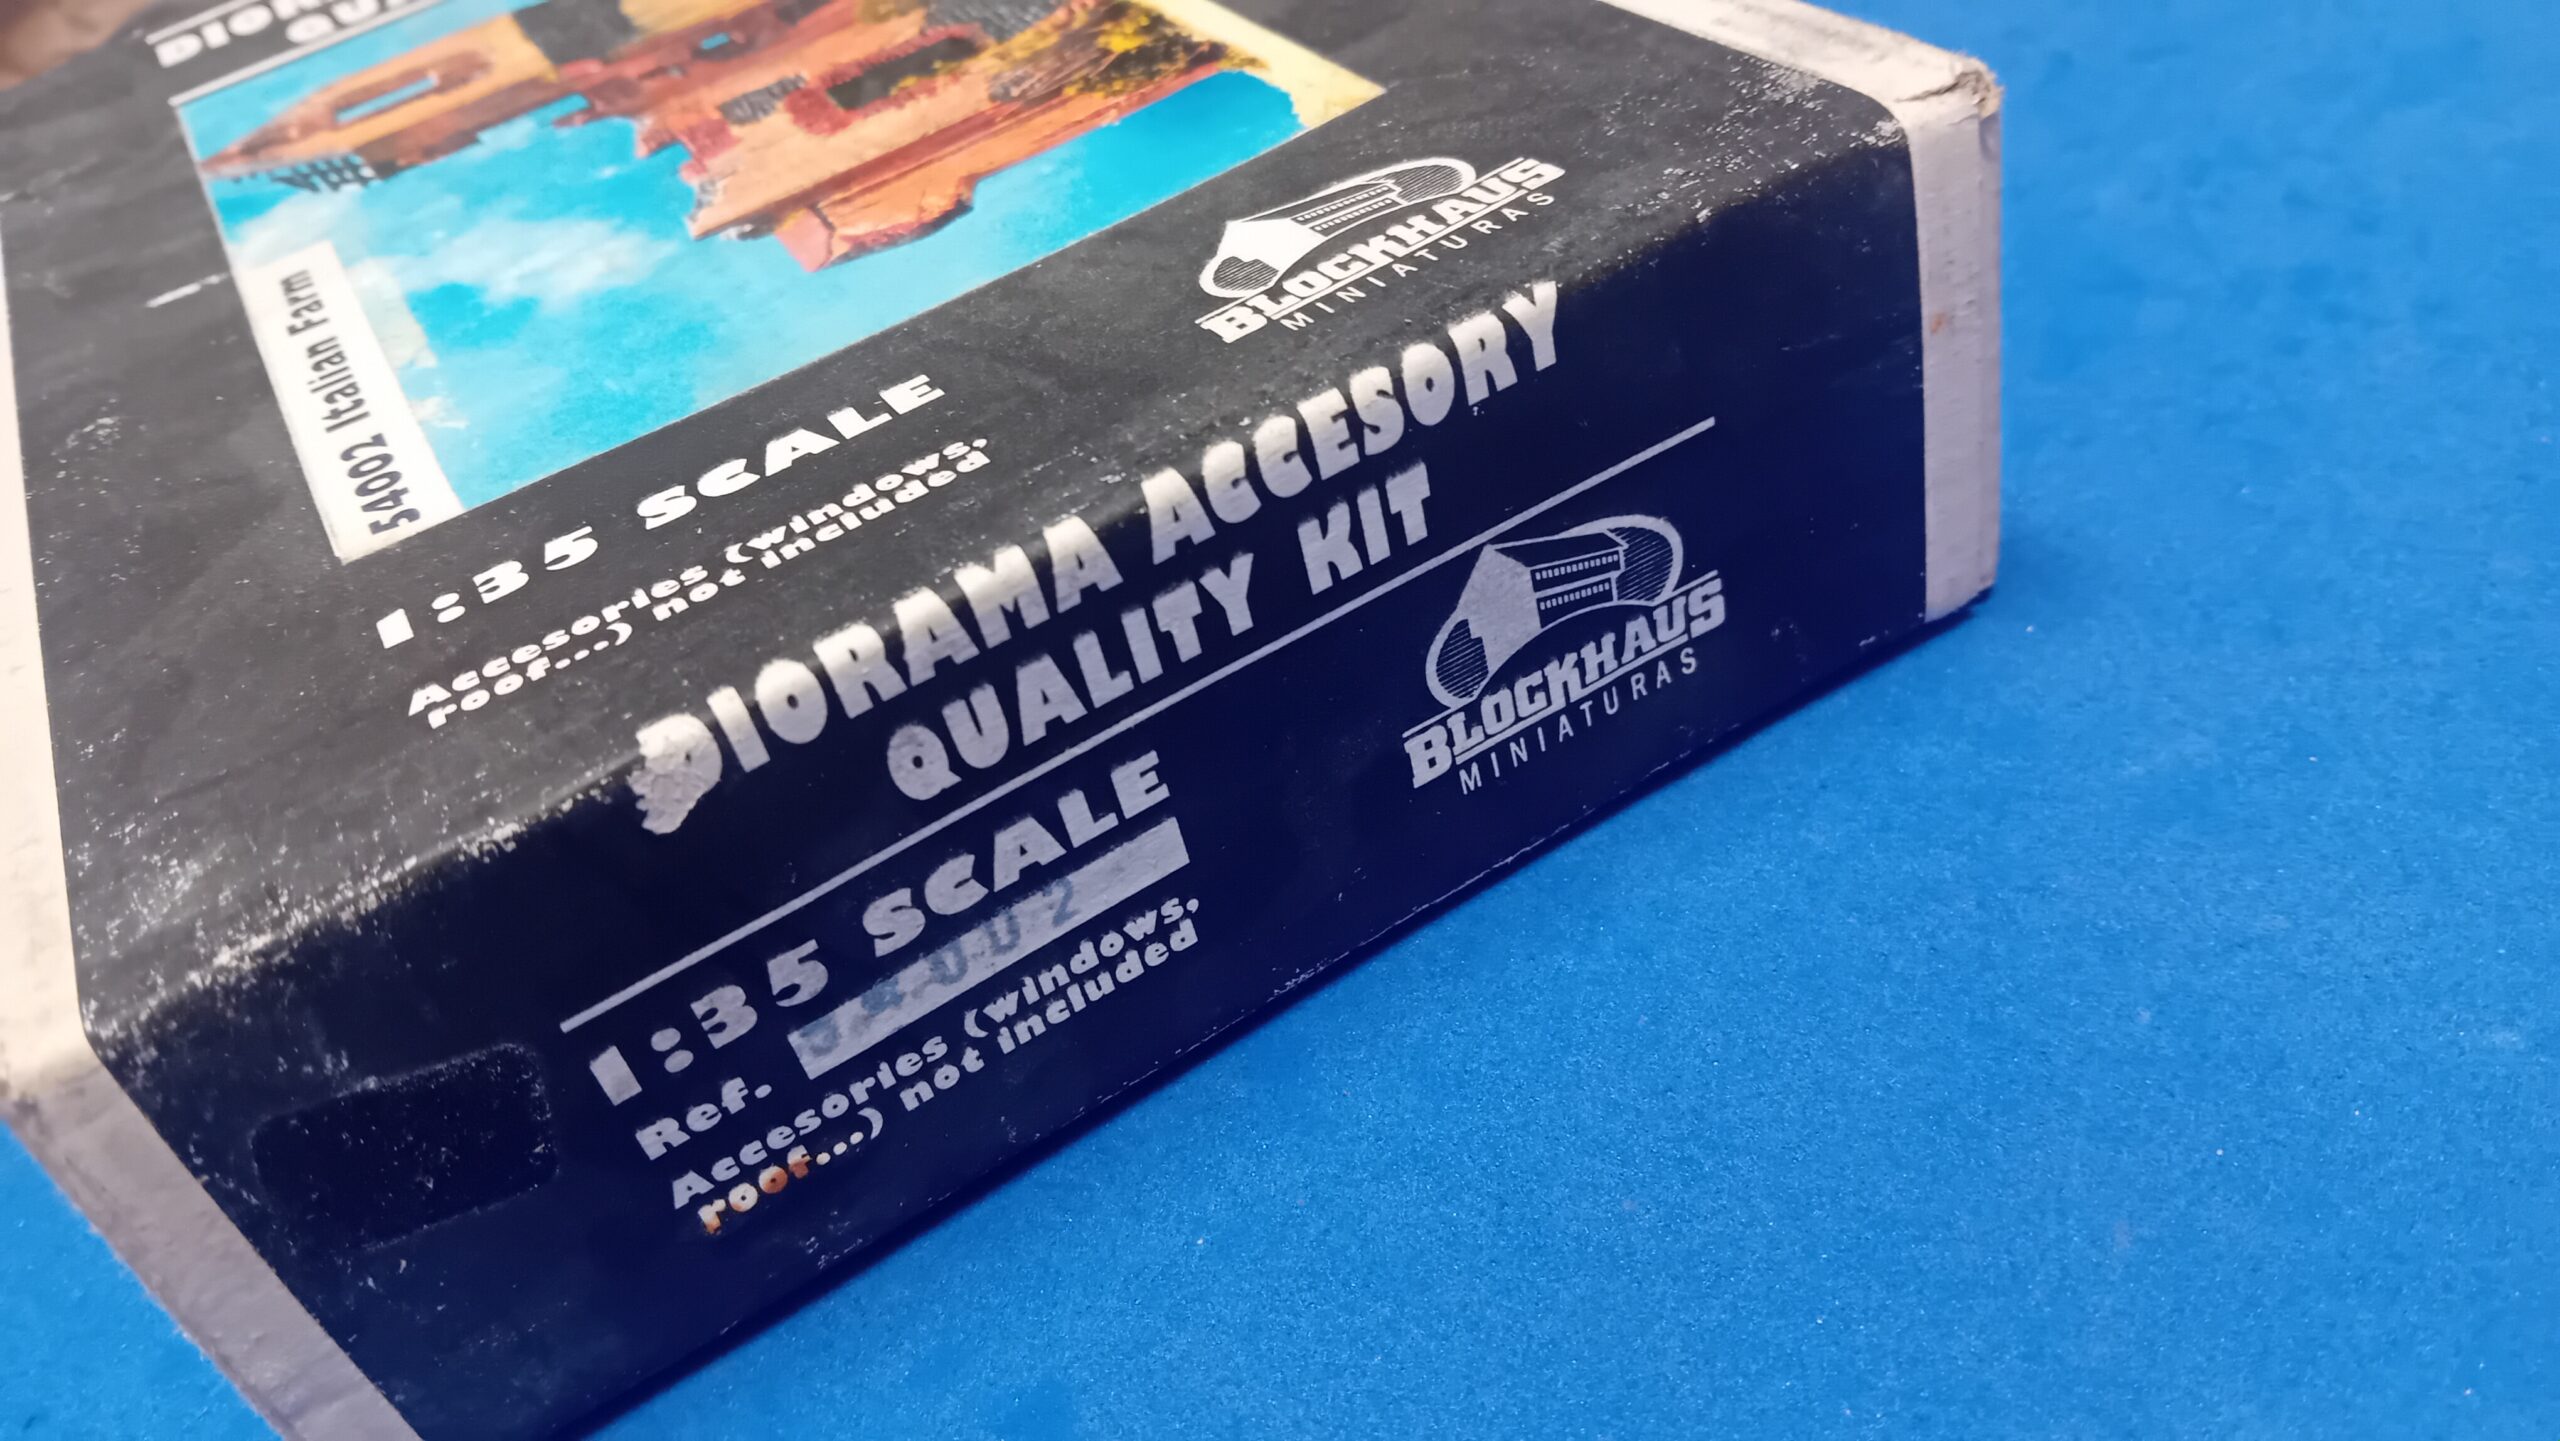 54002 Italian Farm
1:35 SCALE
Accesories (windows,
roof...) not included
BLOCKHAUS
MINIATURAS
DIORAMA ACCESORY
QUALITY KIT
1:35 SCALE
Ref. 54002
Accesories (windows,
roof...) not included
BLOCKHAUS
MINIATURAS